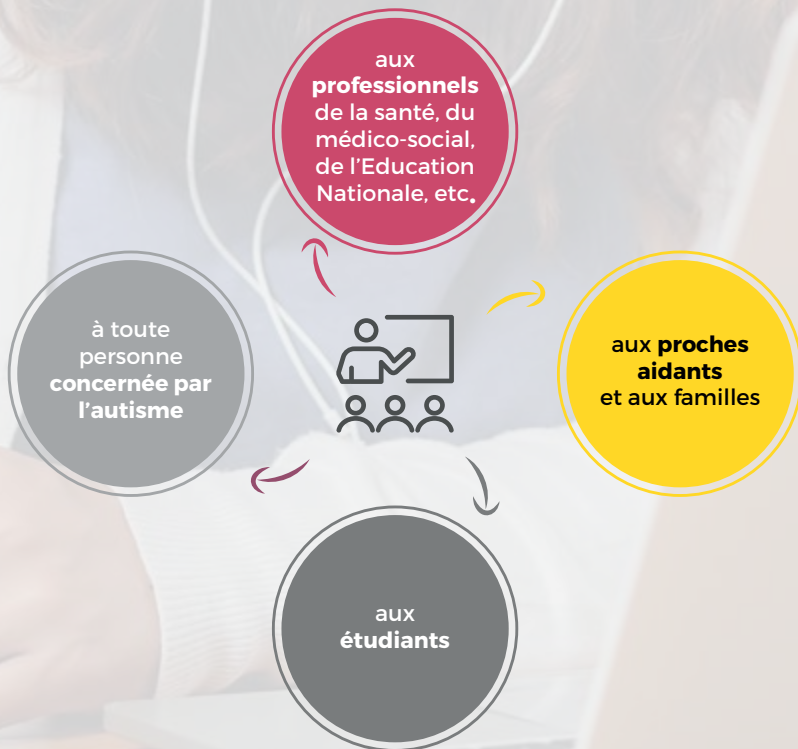 aux
professionnels
de la santé, du
médico-social,
de l'Education
Nationale, etc.
à toute
personne
concernée par
l'autisme
aux proches
aidants
et aux familles
aux
étudiants